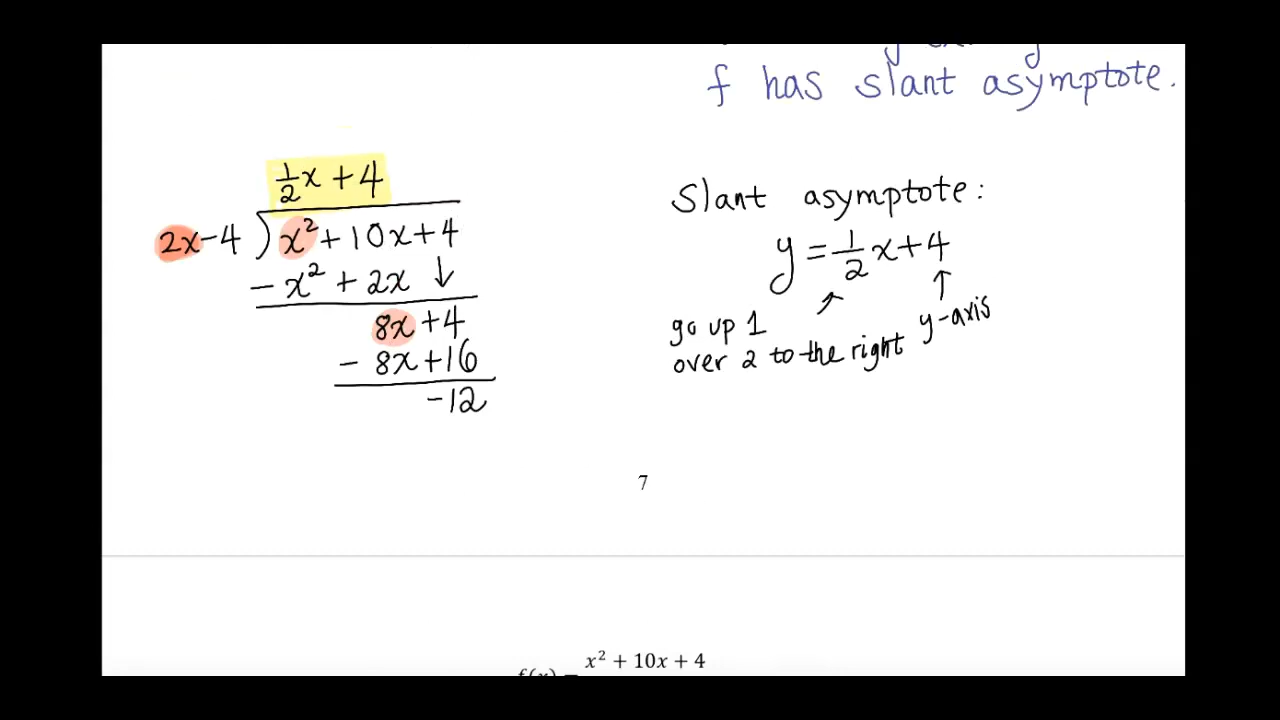 f has slant asymptote.
1/2x + 4
2x-4 ) x² + 10x + 4
- x² + 2x ↓
8x + 4
- 8x + 16
-12
Slant asymptote:
y = 1/2x + 4
go up 1
over 2 to the right
y-axis
7
x² + 10x + 4